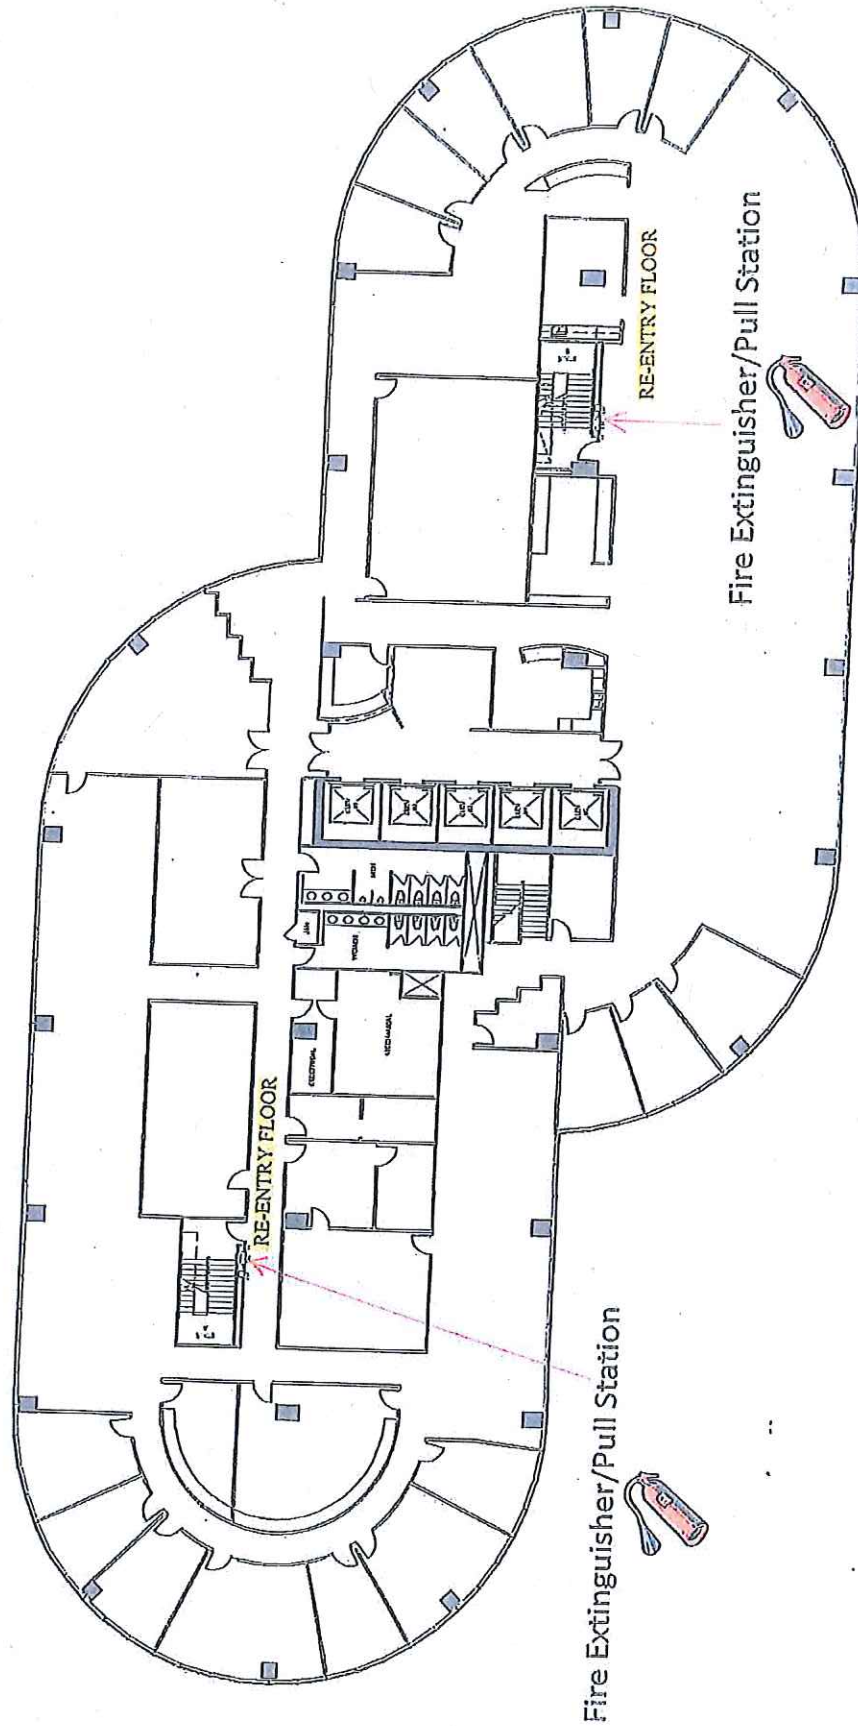 RE-ENTRY FLOOR
Fire Extinguisher/Pull Station
MEN
WOMEN
ELECTRICAL
MECHANICAL
RE-ENTRY FLOOR
Fire Extinguisher/Pull Station